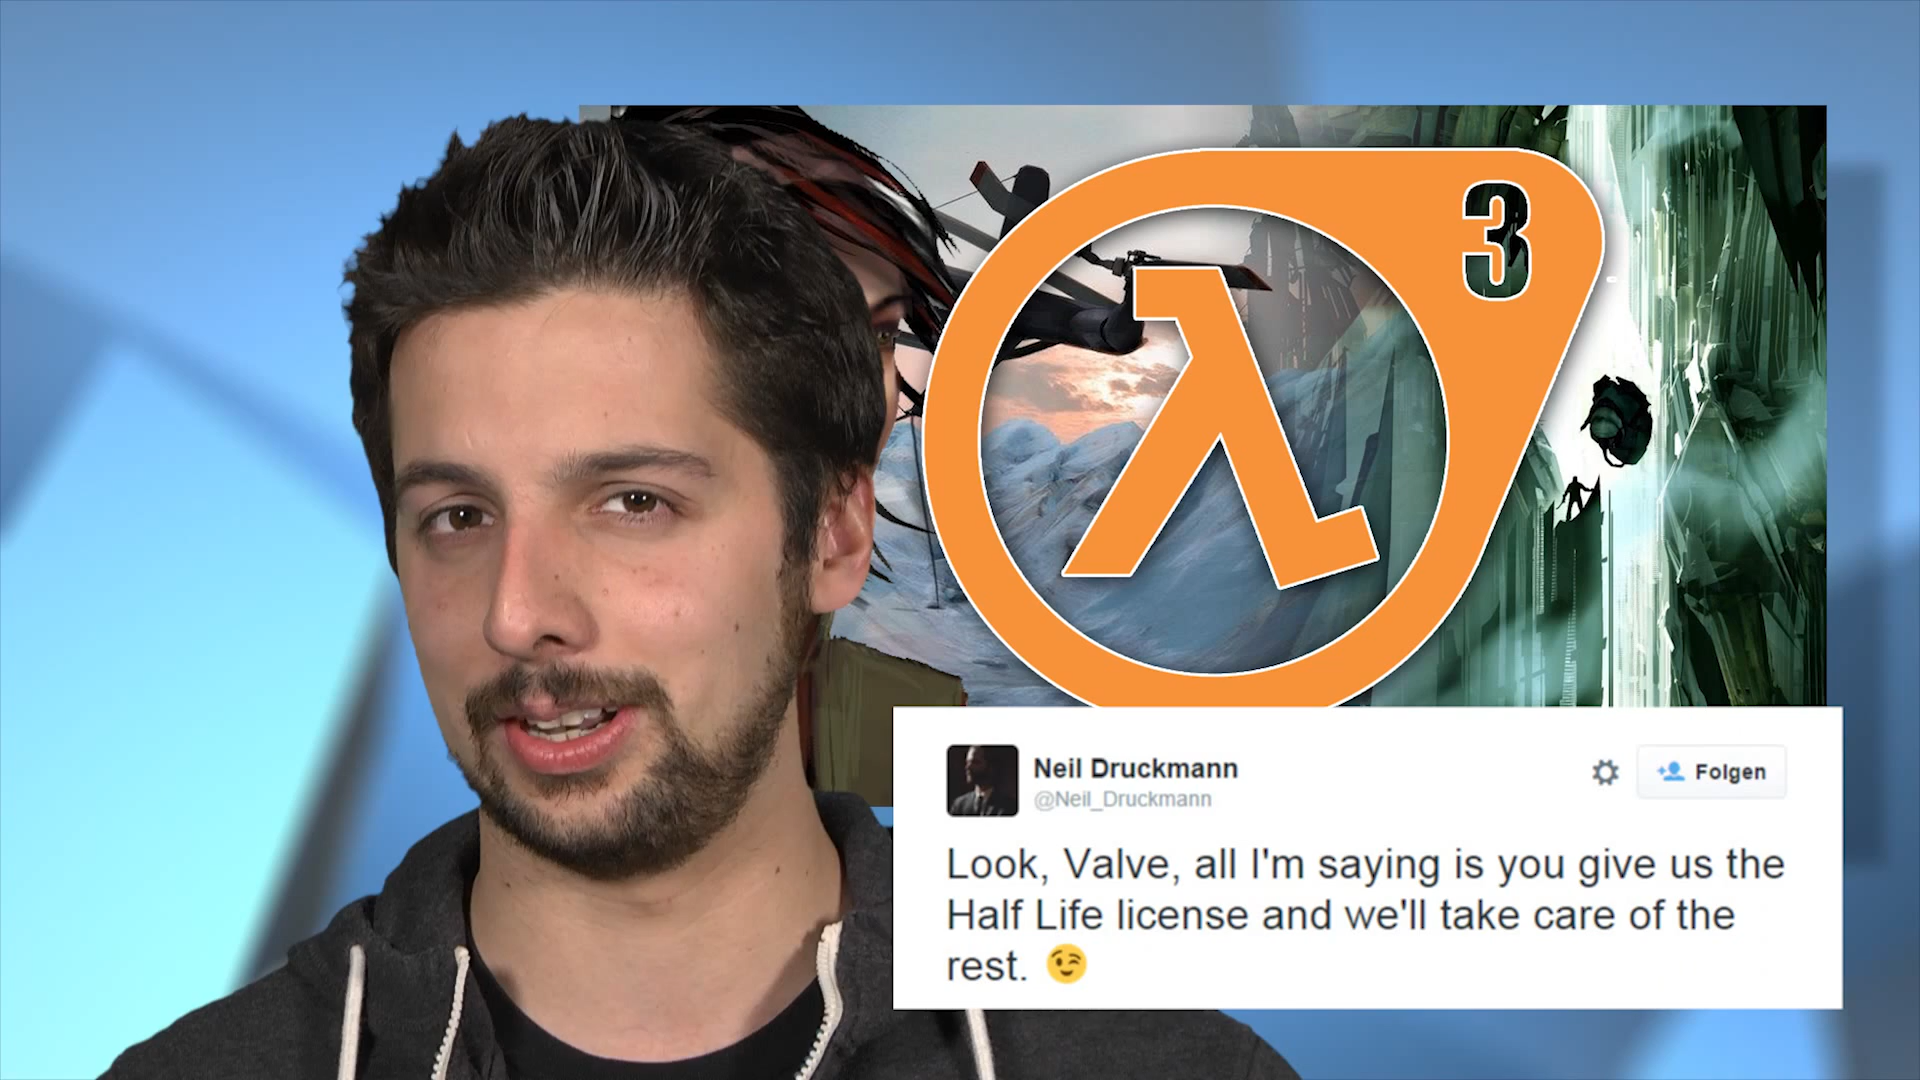 3
Neil Druckmann
@Neil_Druckmann
Folgen
Look, Valve, all I'm saying is you give us the
Half Life license and we'll take care of the
rest. 😉